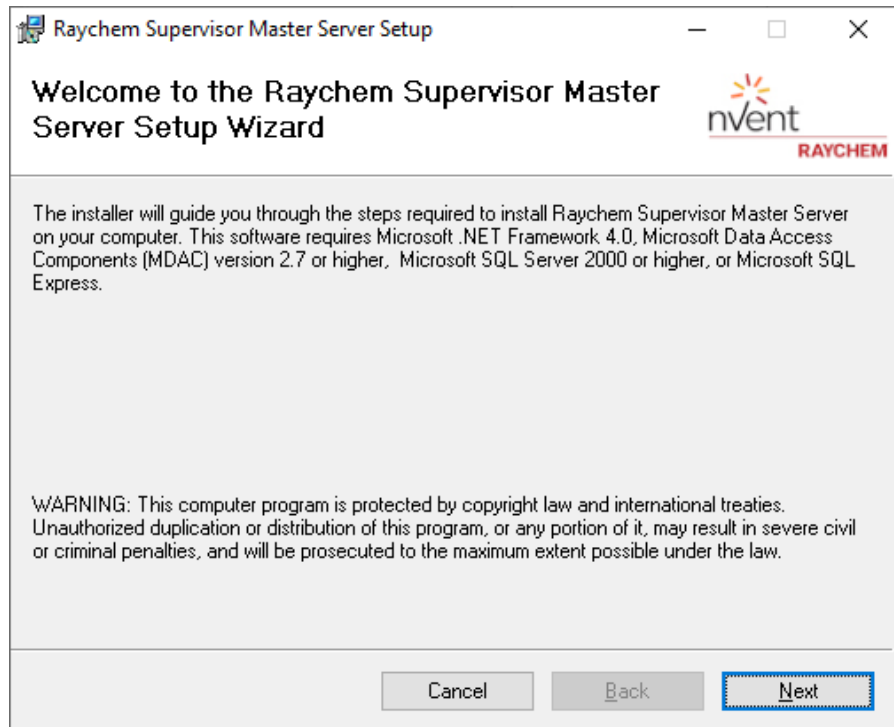 Raychem Supervisor Master Server Setup
Welcome to the Raychem Supervisor Master
Server Setup Wizard
nvent
RAYCHEM
The installer will guide you through the steps required to install Raychem Supervisor Master Server
on your computer. This software requires Microsoft .NET Framework 4.0, Microsoft Data Access
Components (MDAC) version 2.7 or higher,  Microsoft SQL Server 2000 or higher, or Microsoft SQL
Express.
WARNING: This computer program is protected by copyright law and international treaties.
Unauthorized duplication or distribution of this program, or any portion of it, may result in severe civil
or criminal penalties, and will be prosecuted to the maximum extent possible under the law.
Cancel
Back
Next